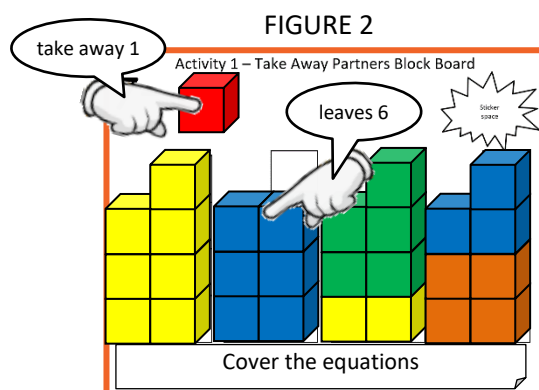 FIGURE 2
take away 1
Activity 1 – Take Away Partners Block Board
leaves 6
Sticker
space
Cover the equations